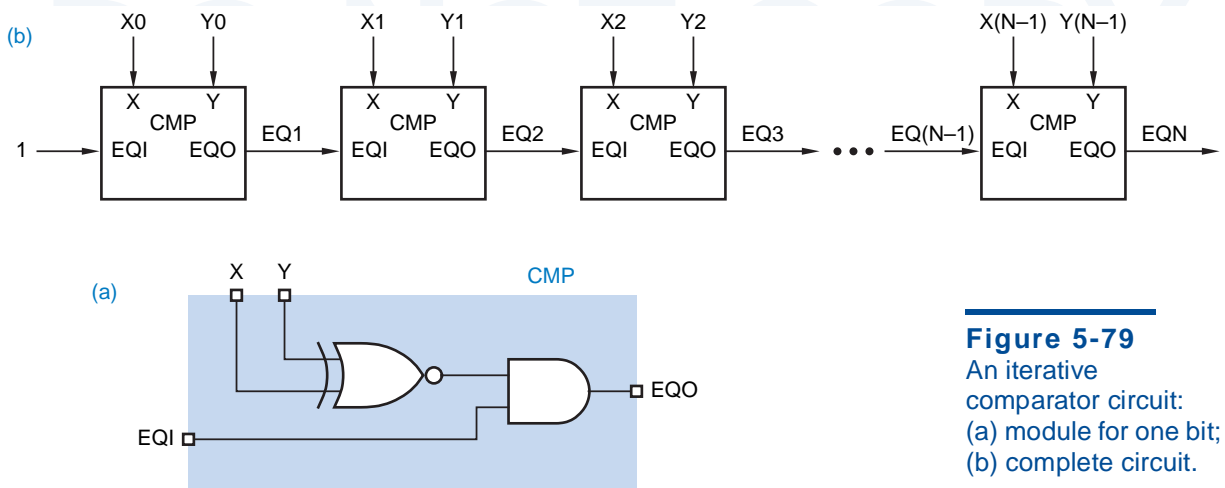 (b)
X0 Y0 X1 Y1 X2 Y2 X(N–1) Y(N–1)
X Y X Y X Y X Y
CMP CMP CMP CMP
1 EQI EQO EQ1 EQI EQO EQ2 EQI EQO EQ3 ••• EQ(N–1) EQI EQO EQN
(a)
X Y CMP
EQI
EQO
Figure 5-79
An iterative
comparator circuit:
(a) module for one bit;
(b) complete circuit.